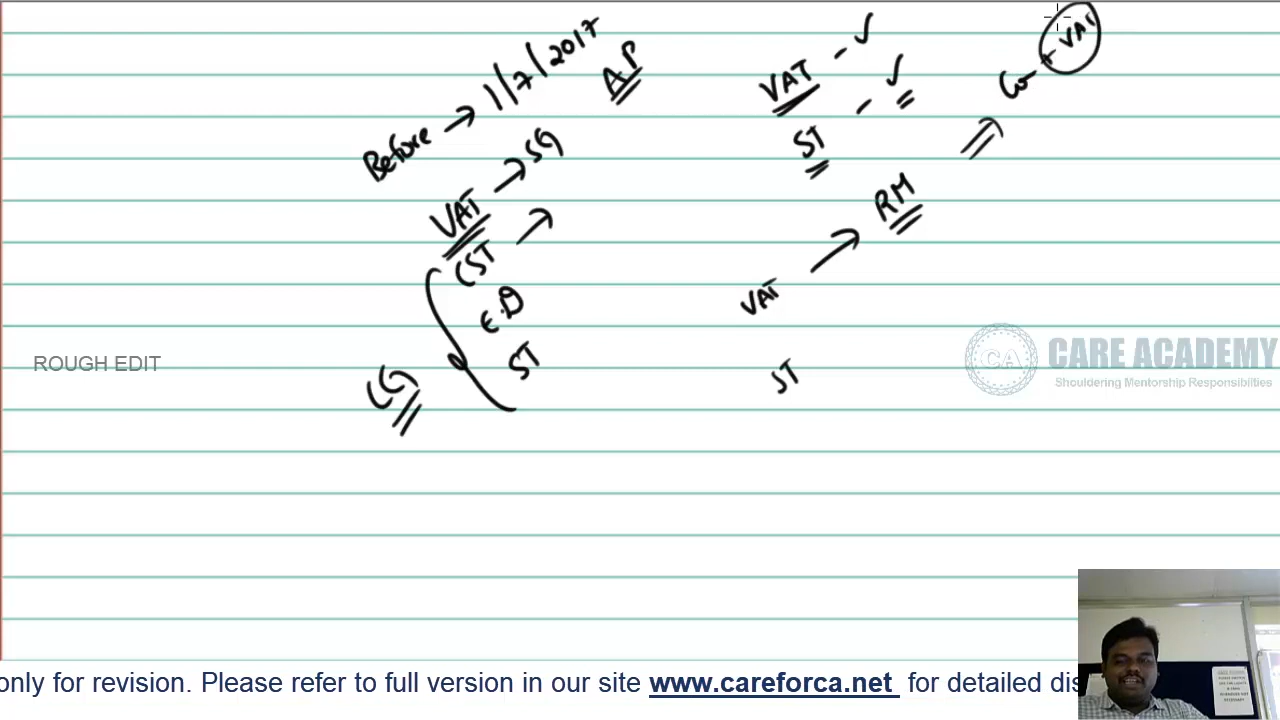 Before → 1/7/2017
AP
VAT → SG
CST →
E.D
ST
CG
VAT - ✓
ST - ✓
VAT → RM ⇒ Co + VAT
ST
ROUGH EDIT
CA
CARE ACADEMY
Shouldering Mentorship Responsibilities
only for revision. Please refer to full version in our site www.careforca.net for detailed dis